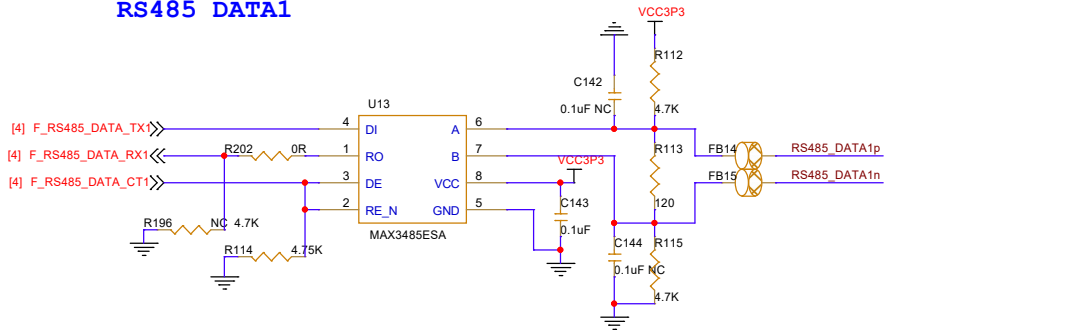 RS485 DATA1
VCC3P3
R112
C142
0.1uF NC
4.7K
U13
[4] F_RS485_DATA_TX1
4 DI A 6
[4] F_RS485_DATA_RX1
R202 0R
1 RO B 7
R113
FB14
RS485_DATA1p
VCC3P3
[4] F_RS485_DATA_CT1
3 DE VCC 8
FB15
RS485_DATA1n
2 RE_N GND 5
C143
120
R196 NC 4.7K
MAX3485ESA
0.1uF
R114 4.75K
C144
R115
0.1uF NC
4.7K